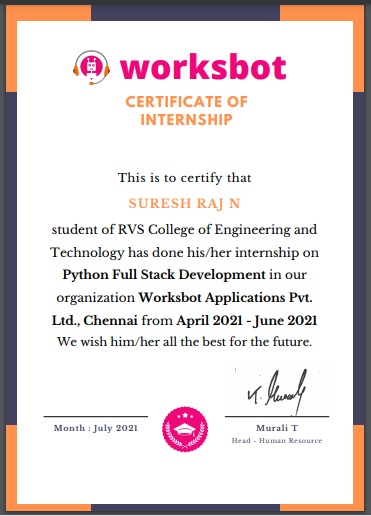 worksbot
CERTIFICATE OF
INTERNSHIP
This is to certify that
SURESH RAJ N
student of RVS College of Engineering and
Technology has done his/her internship on
Python Full Stack Development in our
organization Worksbot Applications Pvt.
Ltd., Chennai from April 2021 - June 2021
We wish him/her all the best for the future.
Month : July 2021
Murali T
Head - Human Resource